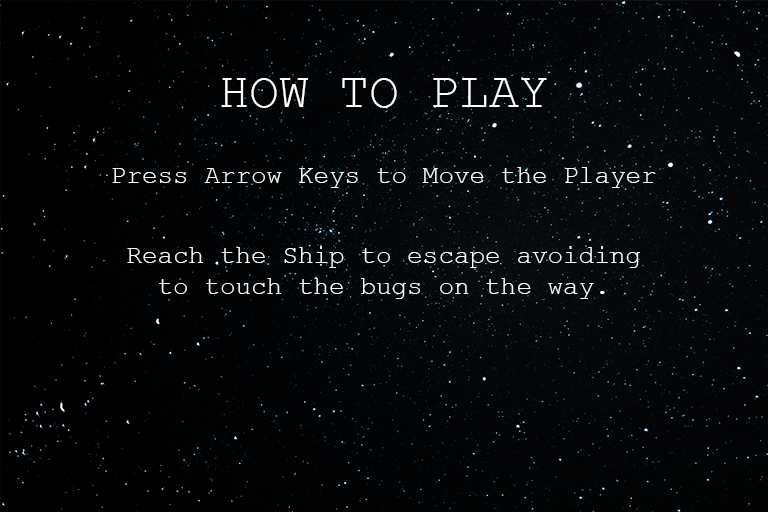 HOW TO PLAY
Press Arrow Keys to Move the Player
Reach the Ship to escape avoiding
to touch the bugs on the way.